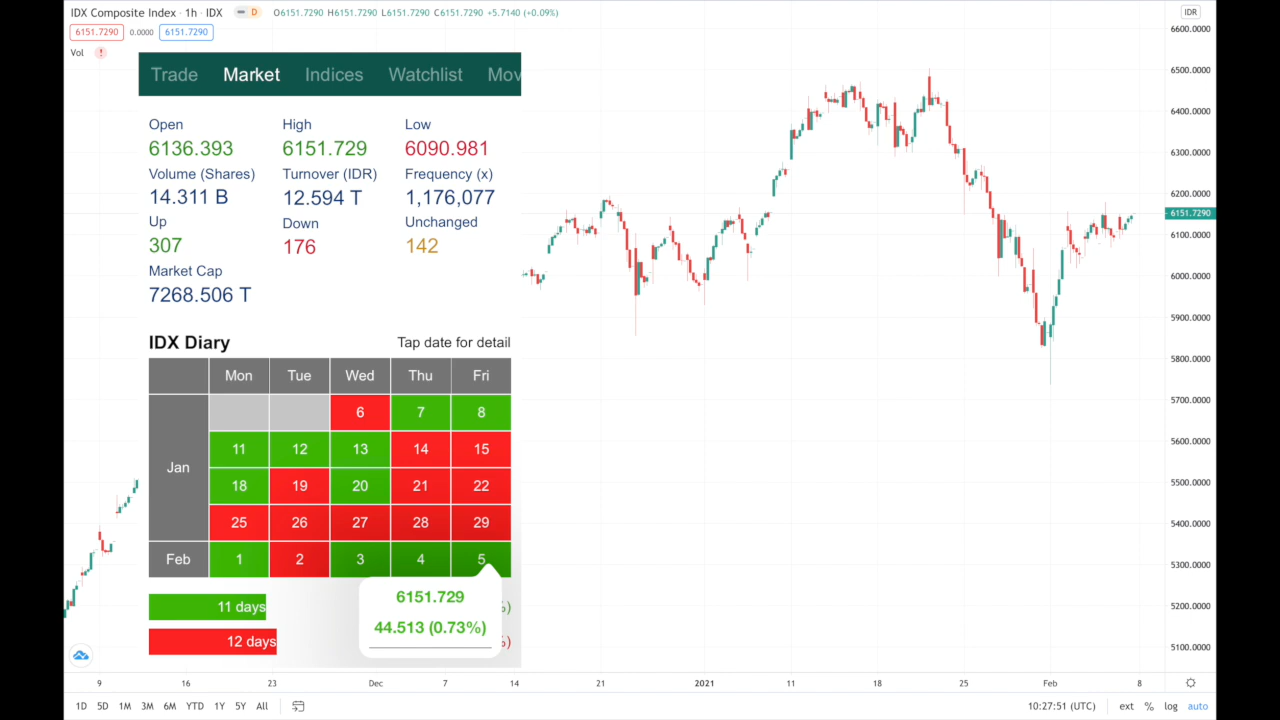 IDX Composite Index · 1h · IDX D O6151.7290 H6151.7290 L6151.7290 C6151.7290 +5.7140 (+0.09%) IDR
6151.7290 0.0000 6151.7290
Vol !
Trade Market Indices Watchlist Mov
Open High Low
6136.393 6151.729 6090.981
Volume (Shares) Turnover (IDR) Frequency (x)
14.311 B 12.594 T 1,176,077
Up Down Unchanged
307 176 142
Market Cap
7268.506 T
IDX Diary Tap date for detail
Mon Tue Wed Thu Fri
6 7 8
11 12 13 14 15
Jan
18 19 20 21 22
25 26 27 28 29
Feb 1 2 3 4 5
11 days %)
12 days %)
6151.729
44.513 (0.73%)
6600.0000
6500.0000
6400.0000
6300.0000
6200.0000
6151.7290
6100.0000
6000.0000
5900.0000
5800.0000
5700.0000
5600.0000
5500.0000
5400.0000
5300.0000
5200.0000
5100.0000
9 16 23 Dec 7 14 21 2021 11 18 25 Feb 8
1D 5D 1M 3M 6M YTD 1Y 5Y All 10:27:51 (UTC) ext % log auto